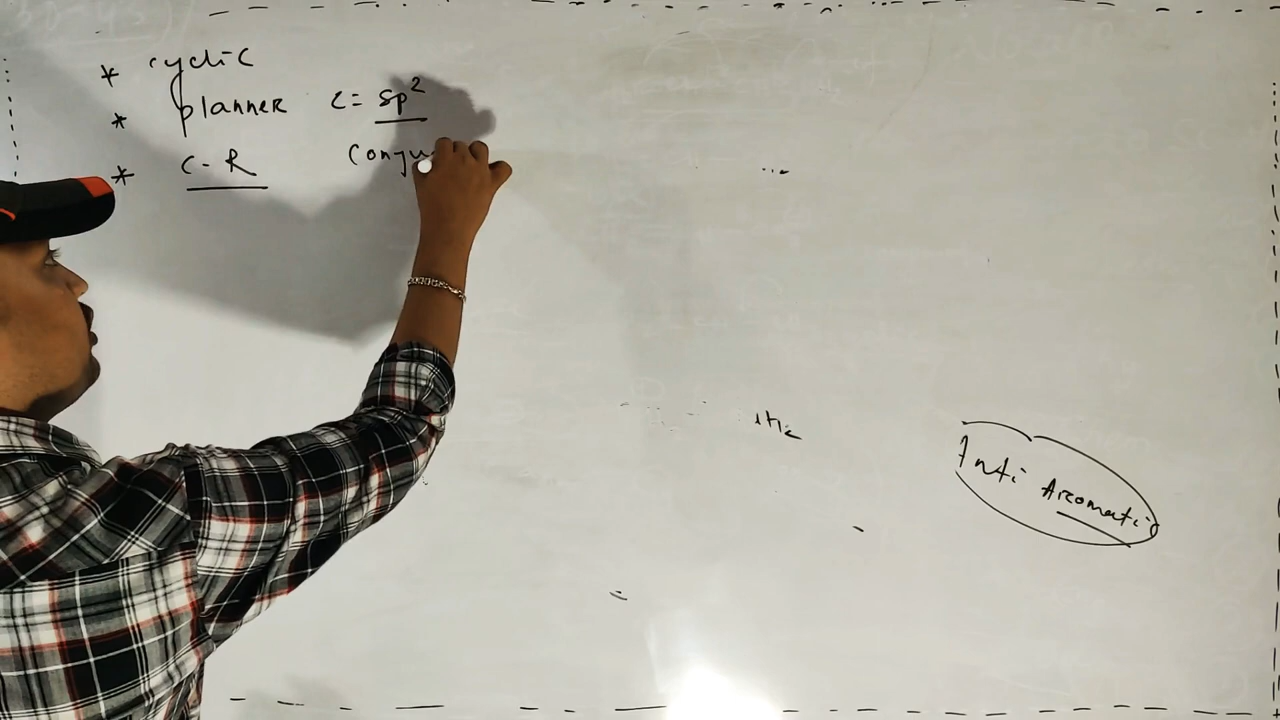 * cyclic
* planner C = sp²
* C - R Conju
Anti Aromatic